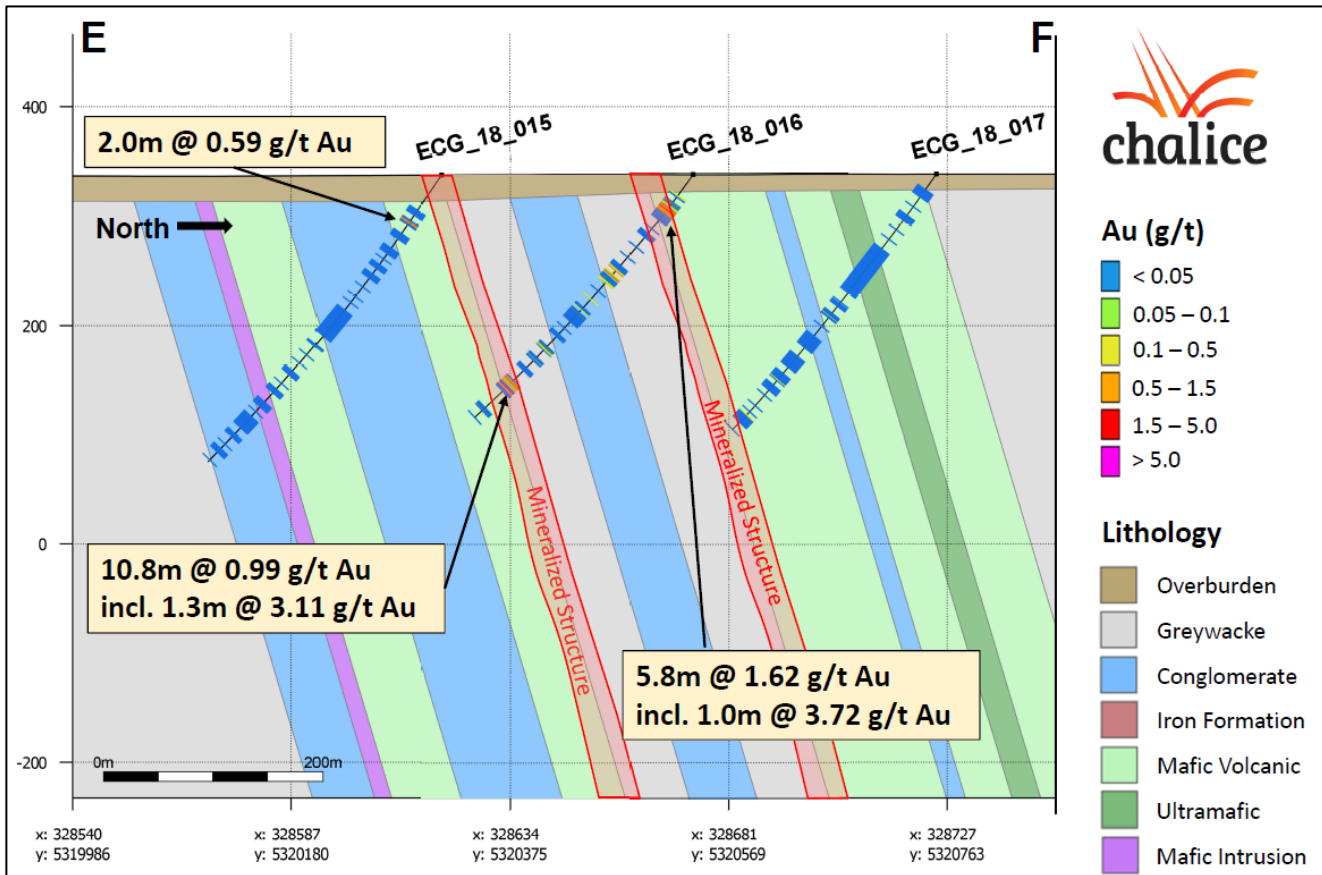 E
F
400
200
0
-200
2.0m @ 0.59 g/t Au
ECG_18_015
ECG_18_016
ECG_18_017
North
10.8m @ 0.99 g/t Au
incl. 1.3m @ 3.11 g/t Au
Mineralized Structure
Mineralized Structure
5.8m @ 1.62 g/t Au
incl. 1.0m @ 3.72 g/t Au
0m 200m
x: 328540
y: 5319986
x: 328587
y: 5320180
x: 328634
y: 5320375
x: 328681
y: 5320569
x: 328727
y: 5320763
chalice
Au (g/t)
< 0.05
0.05 – 0.1
0.1 – 0.5
0.5 – 1.5
1.5 – 5.0
> 5.0
Lithology
Overburden
Greywacke
Conglomerate
Iron Formation
Mafic Volcanic
Ultramafic
Mafic Intrusion